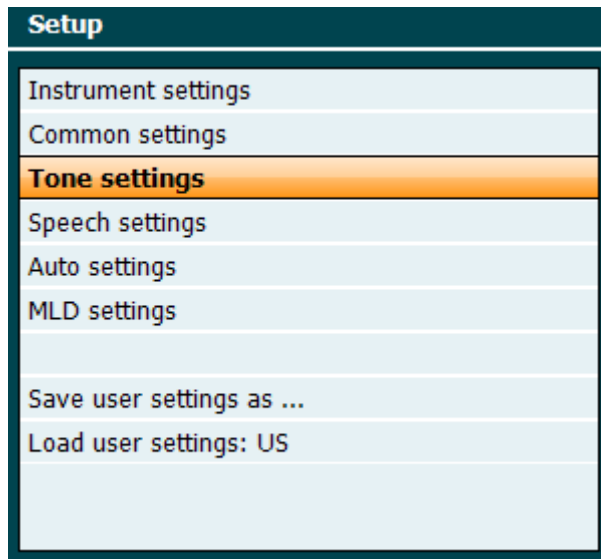 Setup
Instrument settings
Common settings
Tone settings
Speech settings
Auto settings
MLD settings
Save user settings as ...
Load user settings: US